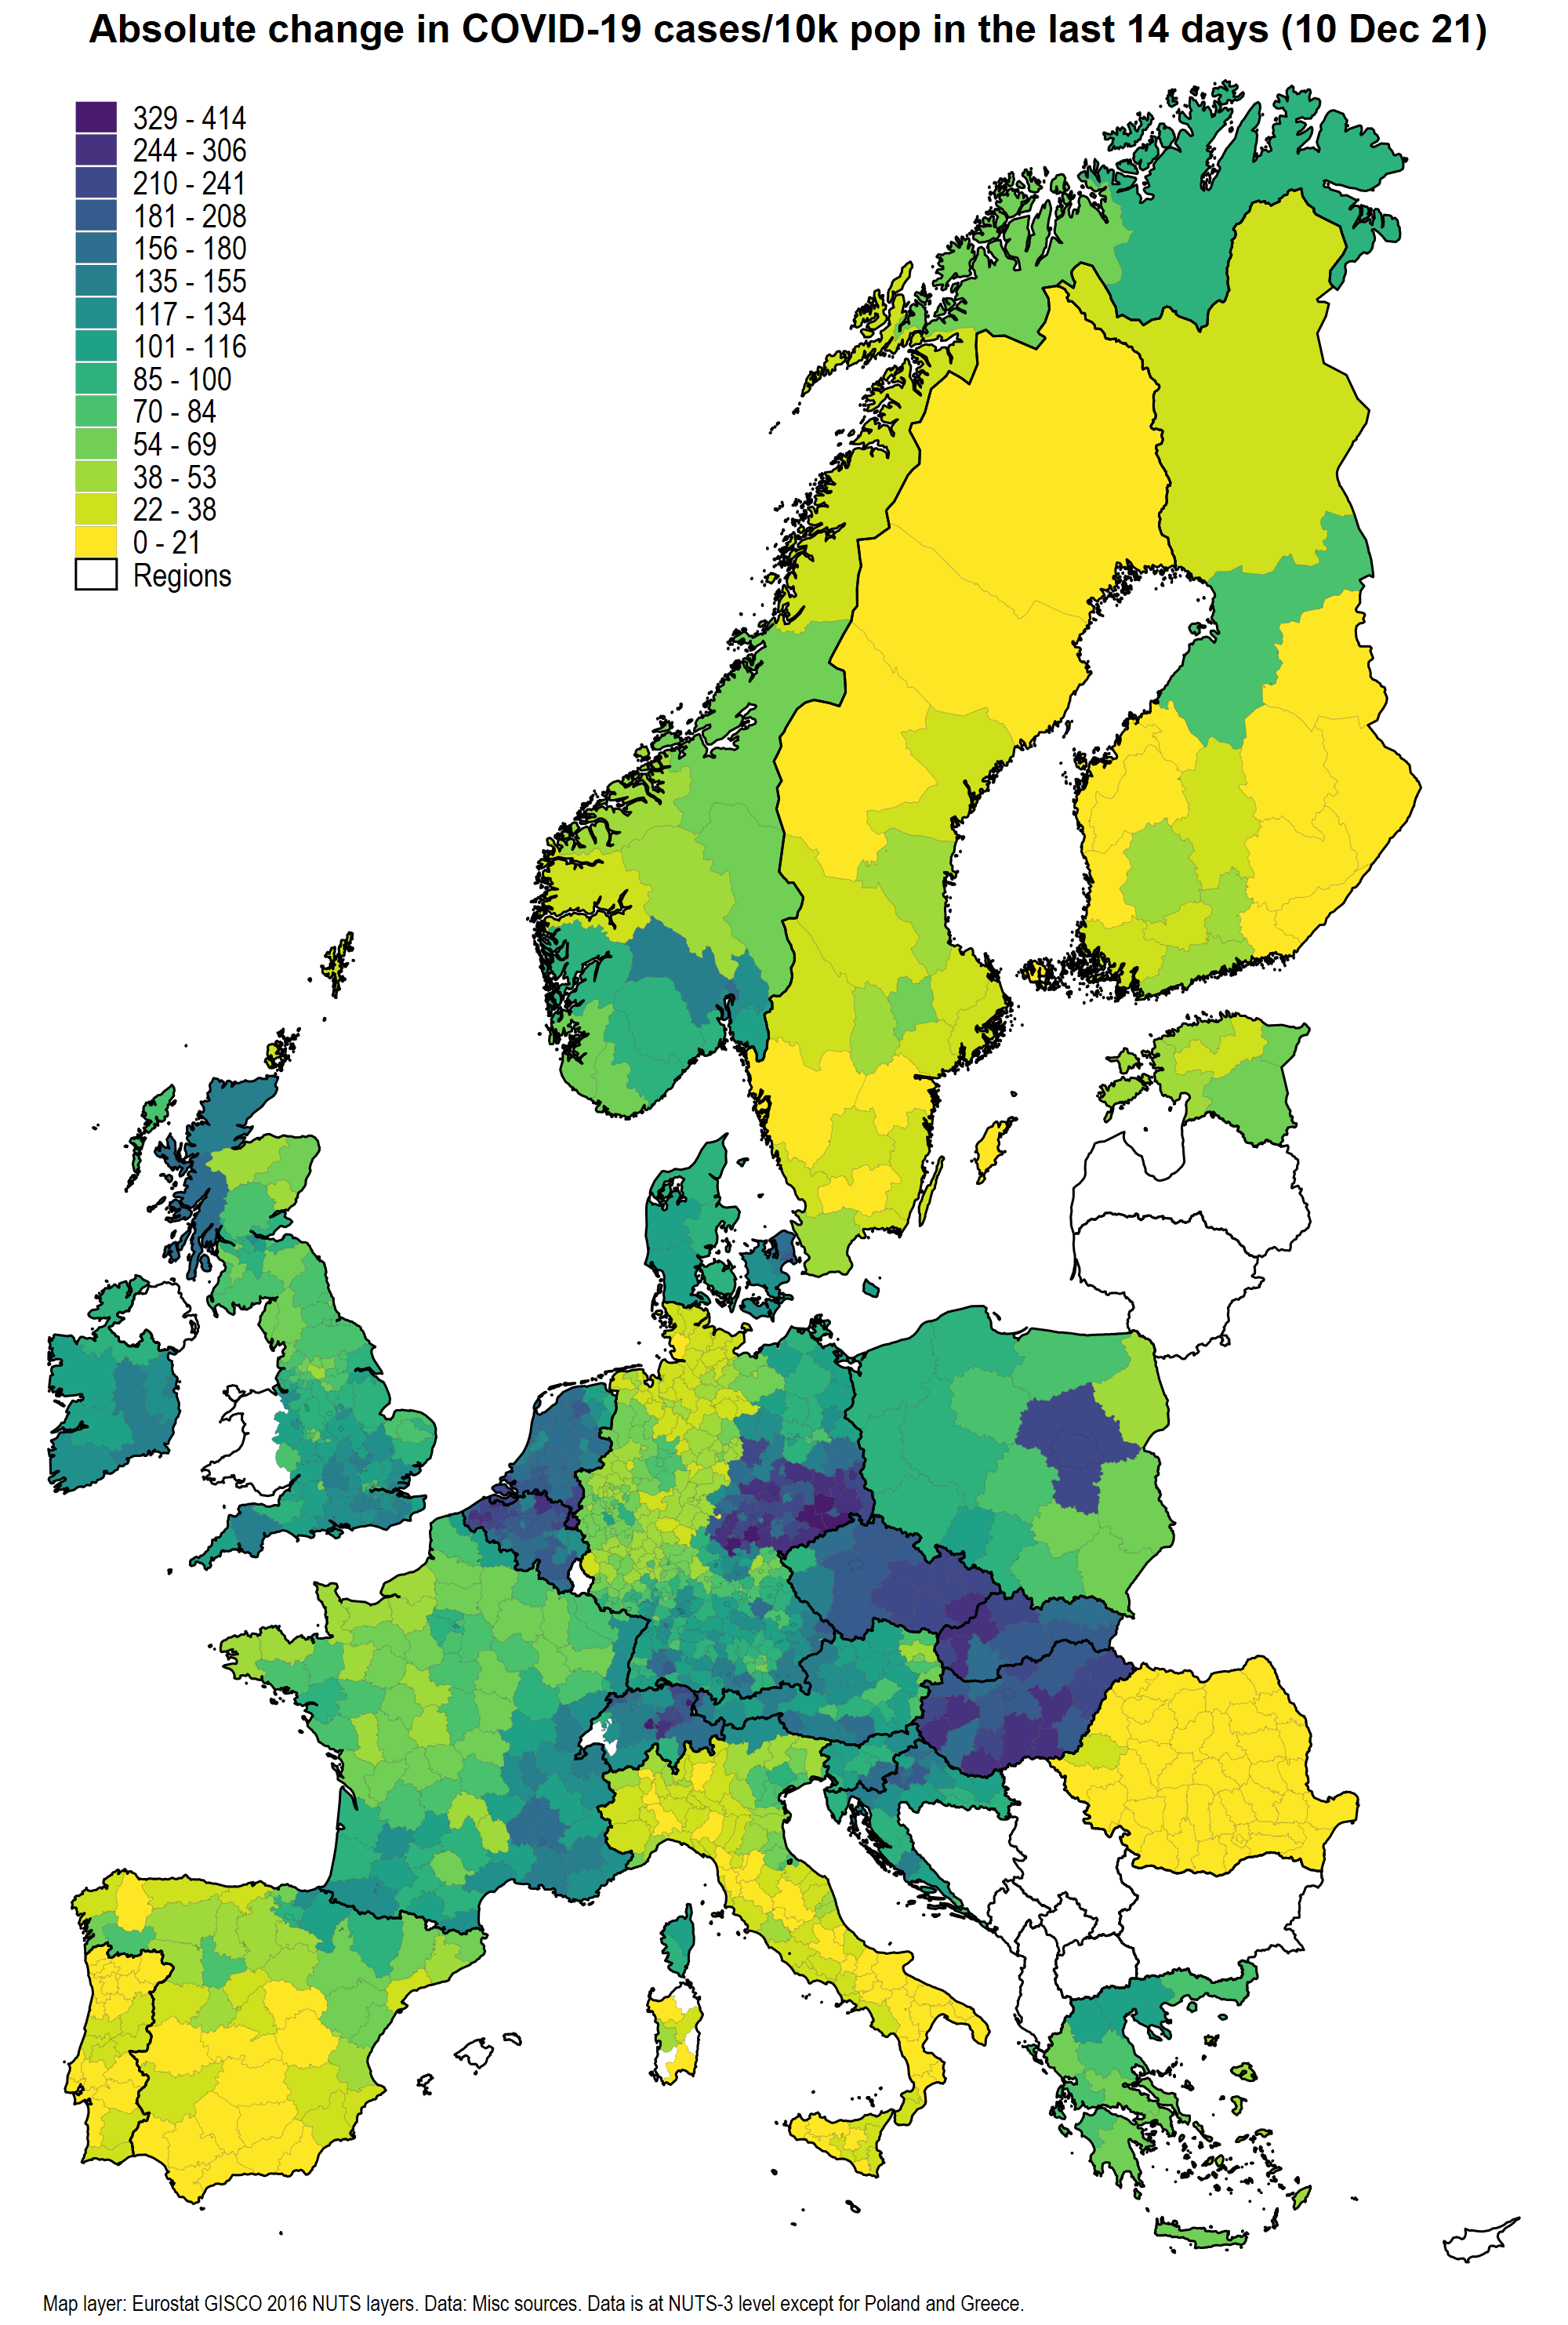 Absolute change in COVID-19 cases/10k pop in the last 14 days (10 Dec 21)
329 - 414
244 - 306
210 - 241
181 - 208
156 - 180
135 - 155
117 - 134
101 - 116
85 - 100
70 - 84
54 - 69
38 - 53
22 - 38
0 - 21
Regions
Map layer: Eurostat GISCO 2016 NUTS layers. Data: Misc sources. Data is at NUTS-3 level except for Poland and Greece.